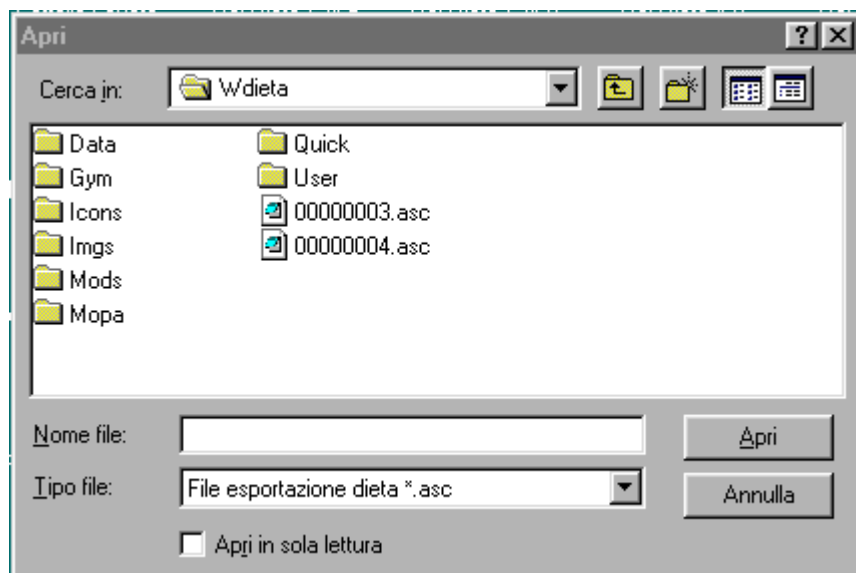 Apri
Cerca in: Wdieta
Data Quick
Gym User
Icons 00000003.asc
Imgs 00000004.asc
Mods
Mopa
Nome file: Apri
Tipo file: File esportazione dieta *.asc Annulla
Apri in sola lettura